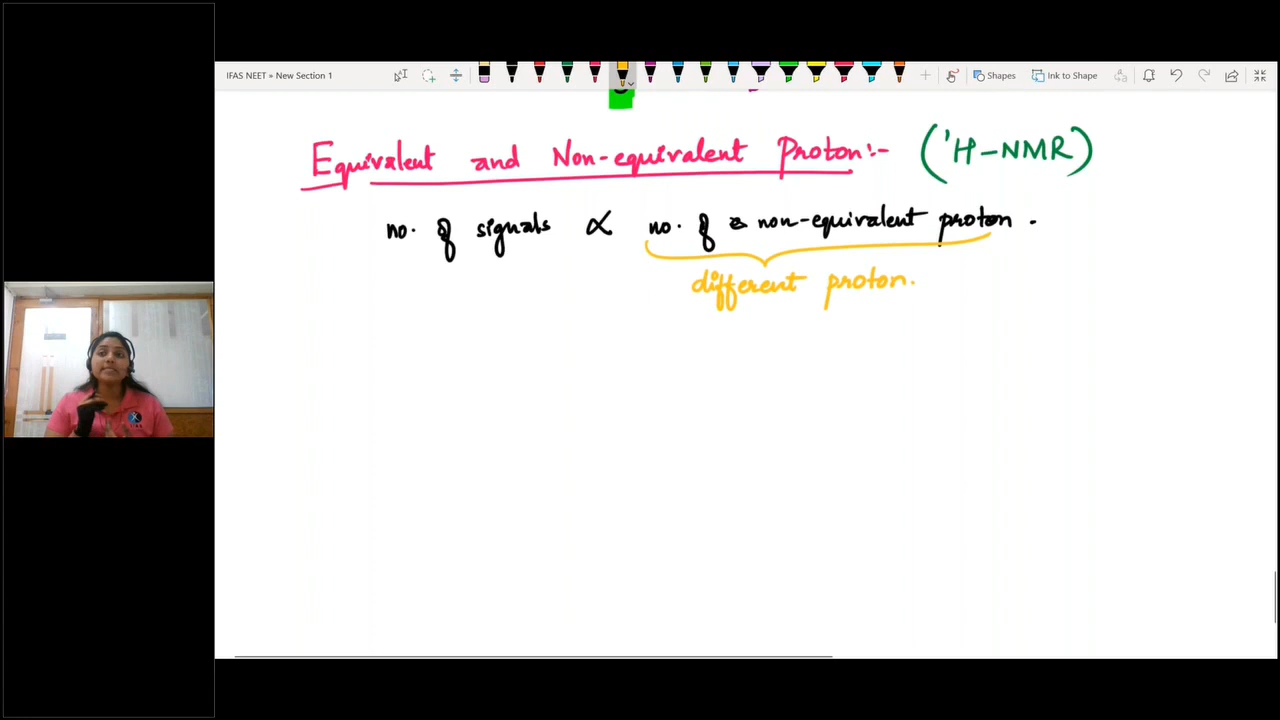 IFAS NEET » New Section 1
Shapes
Ink to Shape
Equivalent and Non-equivalent Proton:- (¹H-NMR)
no. of signals ∝ no. of non-equivalent proton.
different proton.